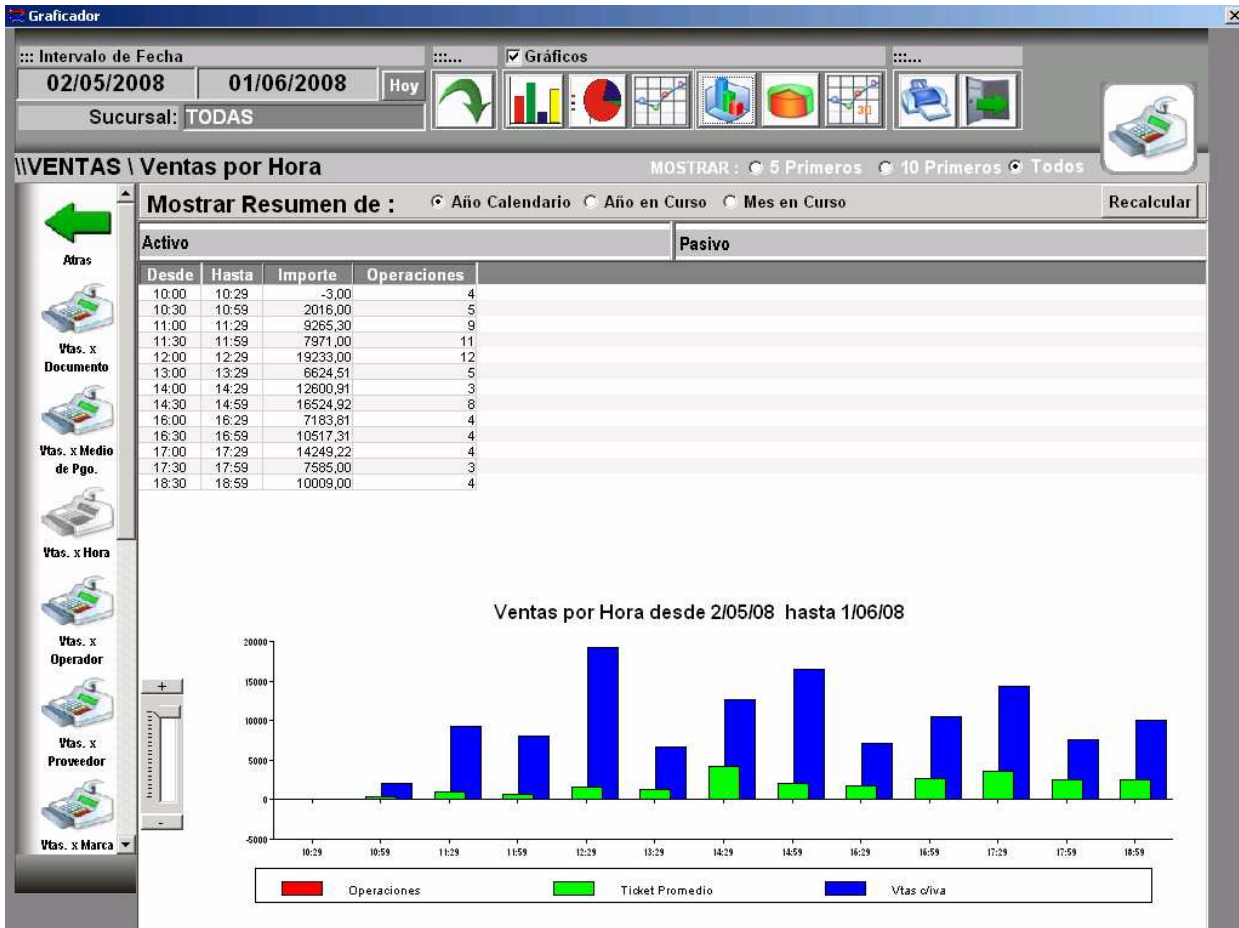 Graficador
::: Intervalo de Fecha
:::...
Gráficos
:::...
02/05/2008 01/06/2008 Hoy
Sucursal: TODAS
30
\\VENTAS \ Ventas por Hora
MOSTRAR : 5 Primeros 10 Primeros Todos
Mostrar Resumen de : Año Calendario Año en Curso Mes en Curso Recalcular
Activo Pasivo
Atras
Vtas. x
Documento
Vtas. x Medio
de Pgo.
Vtas. x Hora
Vtas. x
Operador
Vtas. x
Proveedor
Vtas. x Marca
Desde Hasta Importe Operaciones
10:00 10:29 -3,00 4
10:30 10:59 2016,00 5
11:00 11:29 9265,30 9
11:30 11:59 7971,00 11
12:00 12:29 19233,00 12
13:00 13:29 6624,51 5
14:00 14:29 12600,91 3
14:30 14:59 16524,92 8
16:00 16:29 7183,81 4
16:30 16:59 10517,31 4
17:00 17:29 14249,22 4
17:30 17:59 7585,00 3
18:30 18:59 10009,00 4
Ventas por Hora desde 2/05/08 hasta 1/06/08
+
-
20000
15000
10000
5000
0
-5000
10:29 10:59 11:29 11:59 12:29 13:29 14:29 14:59 16:29 16:59 17:29 17:59 18:59
Operaciones Ticket Promedio Vtas c/iva